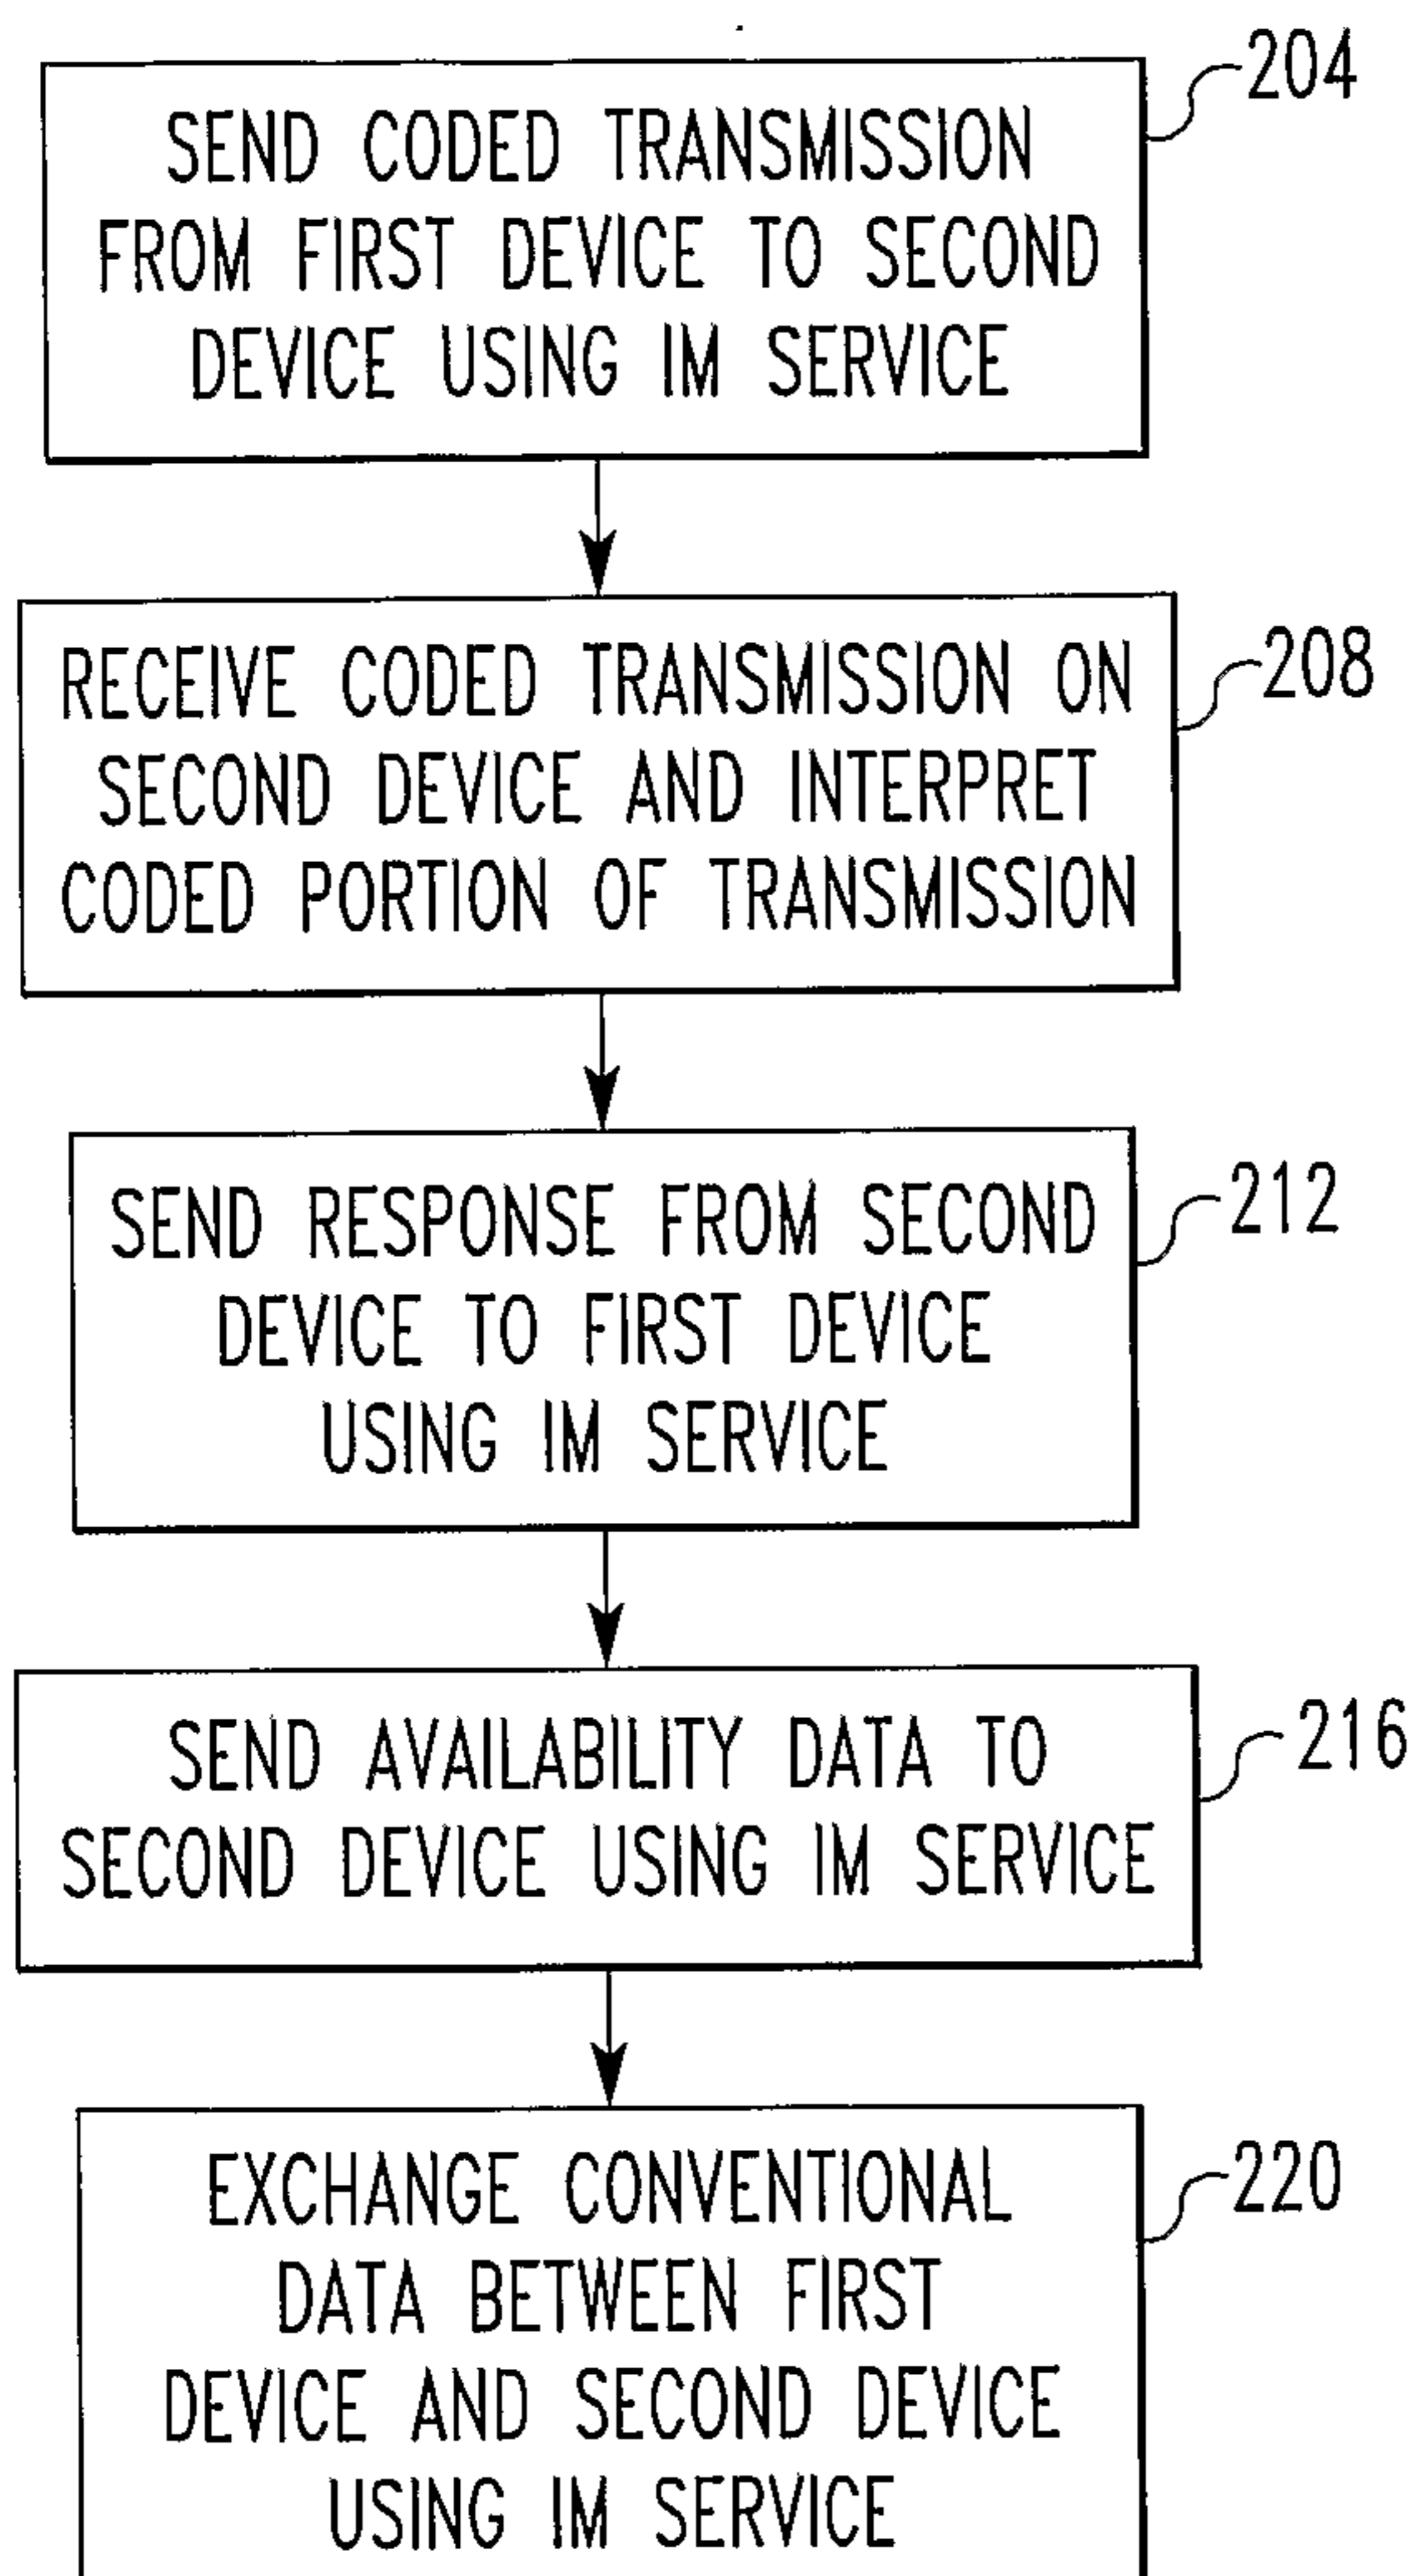 204
SEND CODED TRANSMISSION
FROM FIRST DEVICE TO SECOND
DEVICE USING IM SERVICE
208
RECEIVE CODED TRANSMISSION ON
SECOND DEVICE AND INTERPRET
CODED PORTION OF TRANSMISSION
212
SEND RESPONSE FROM SECOND
DEVICE TO FIRST DEVICE
USING IM SERVICE
216
SEND AVAILABILITY DATA TO
SECOND DEVICE USING IM SERVICE
220
EXCHANGE CONVENTIONAL
DATA BETWEEN FIRST
DEVICE AND SECOND DEVICE
USING IM SERVICE